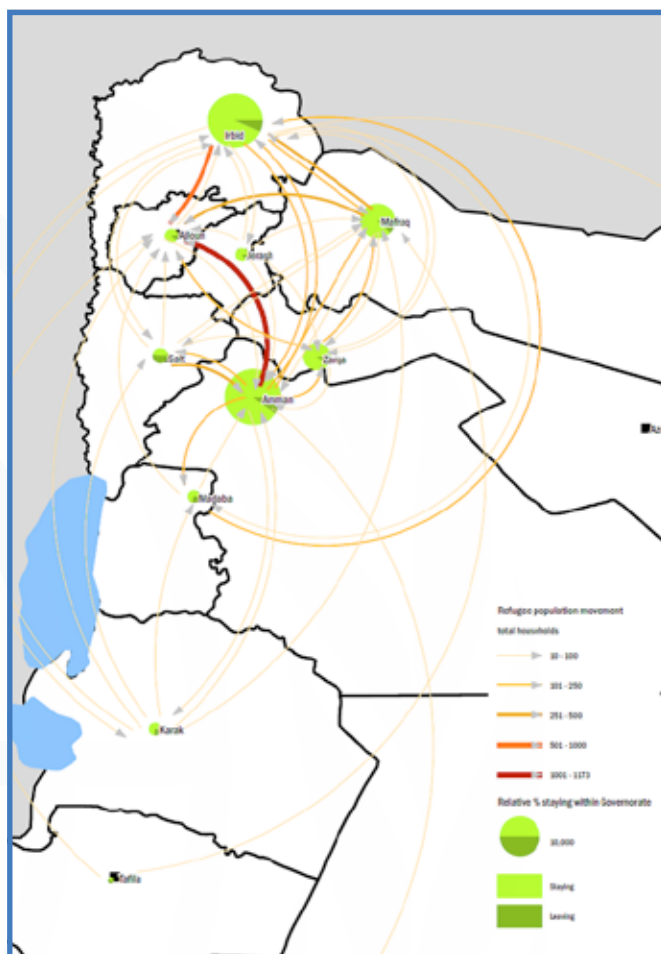 Irbid
Mafraq
Ajloun
Jerash
Salt
Zarqa
Amman
Az
Madaba
Karak
Tafila
Refugee population movement
total households
10 - 100
101 - 250
251 - 500
501 - 1000
1001 - 1173
Relative % staying within Governorate
10,000
Staying
Leaving